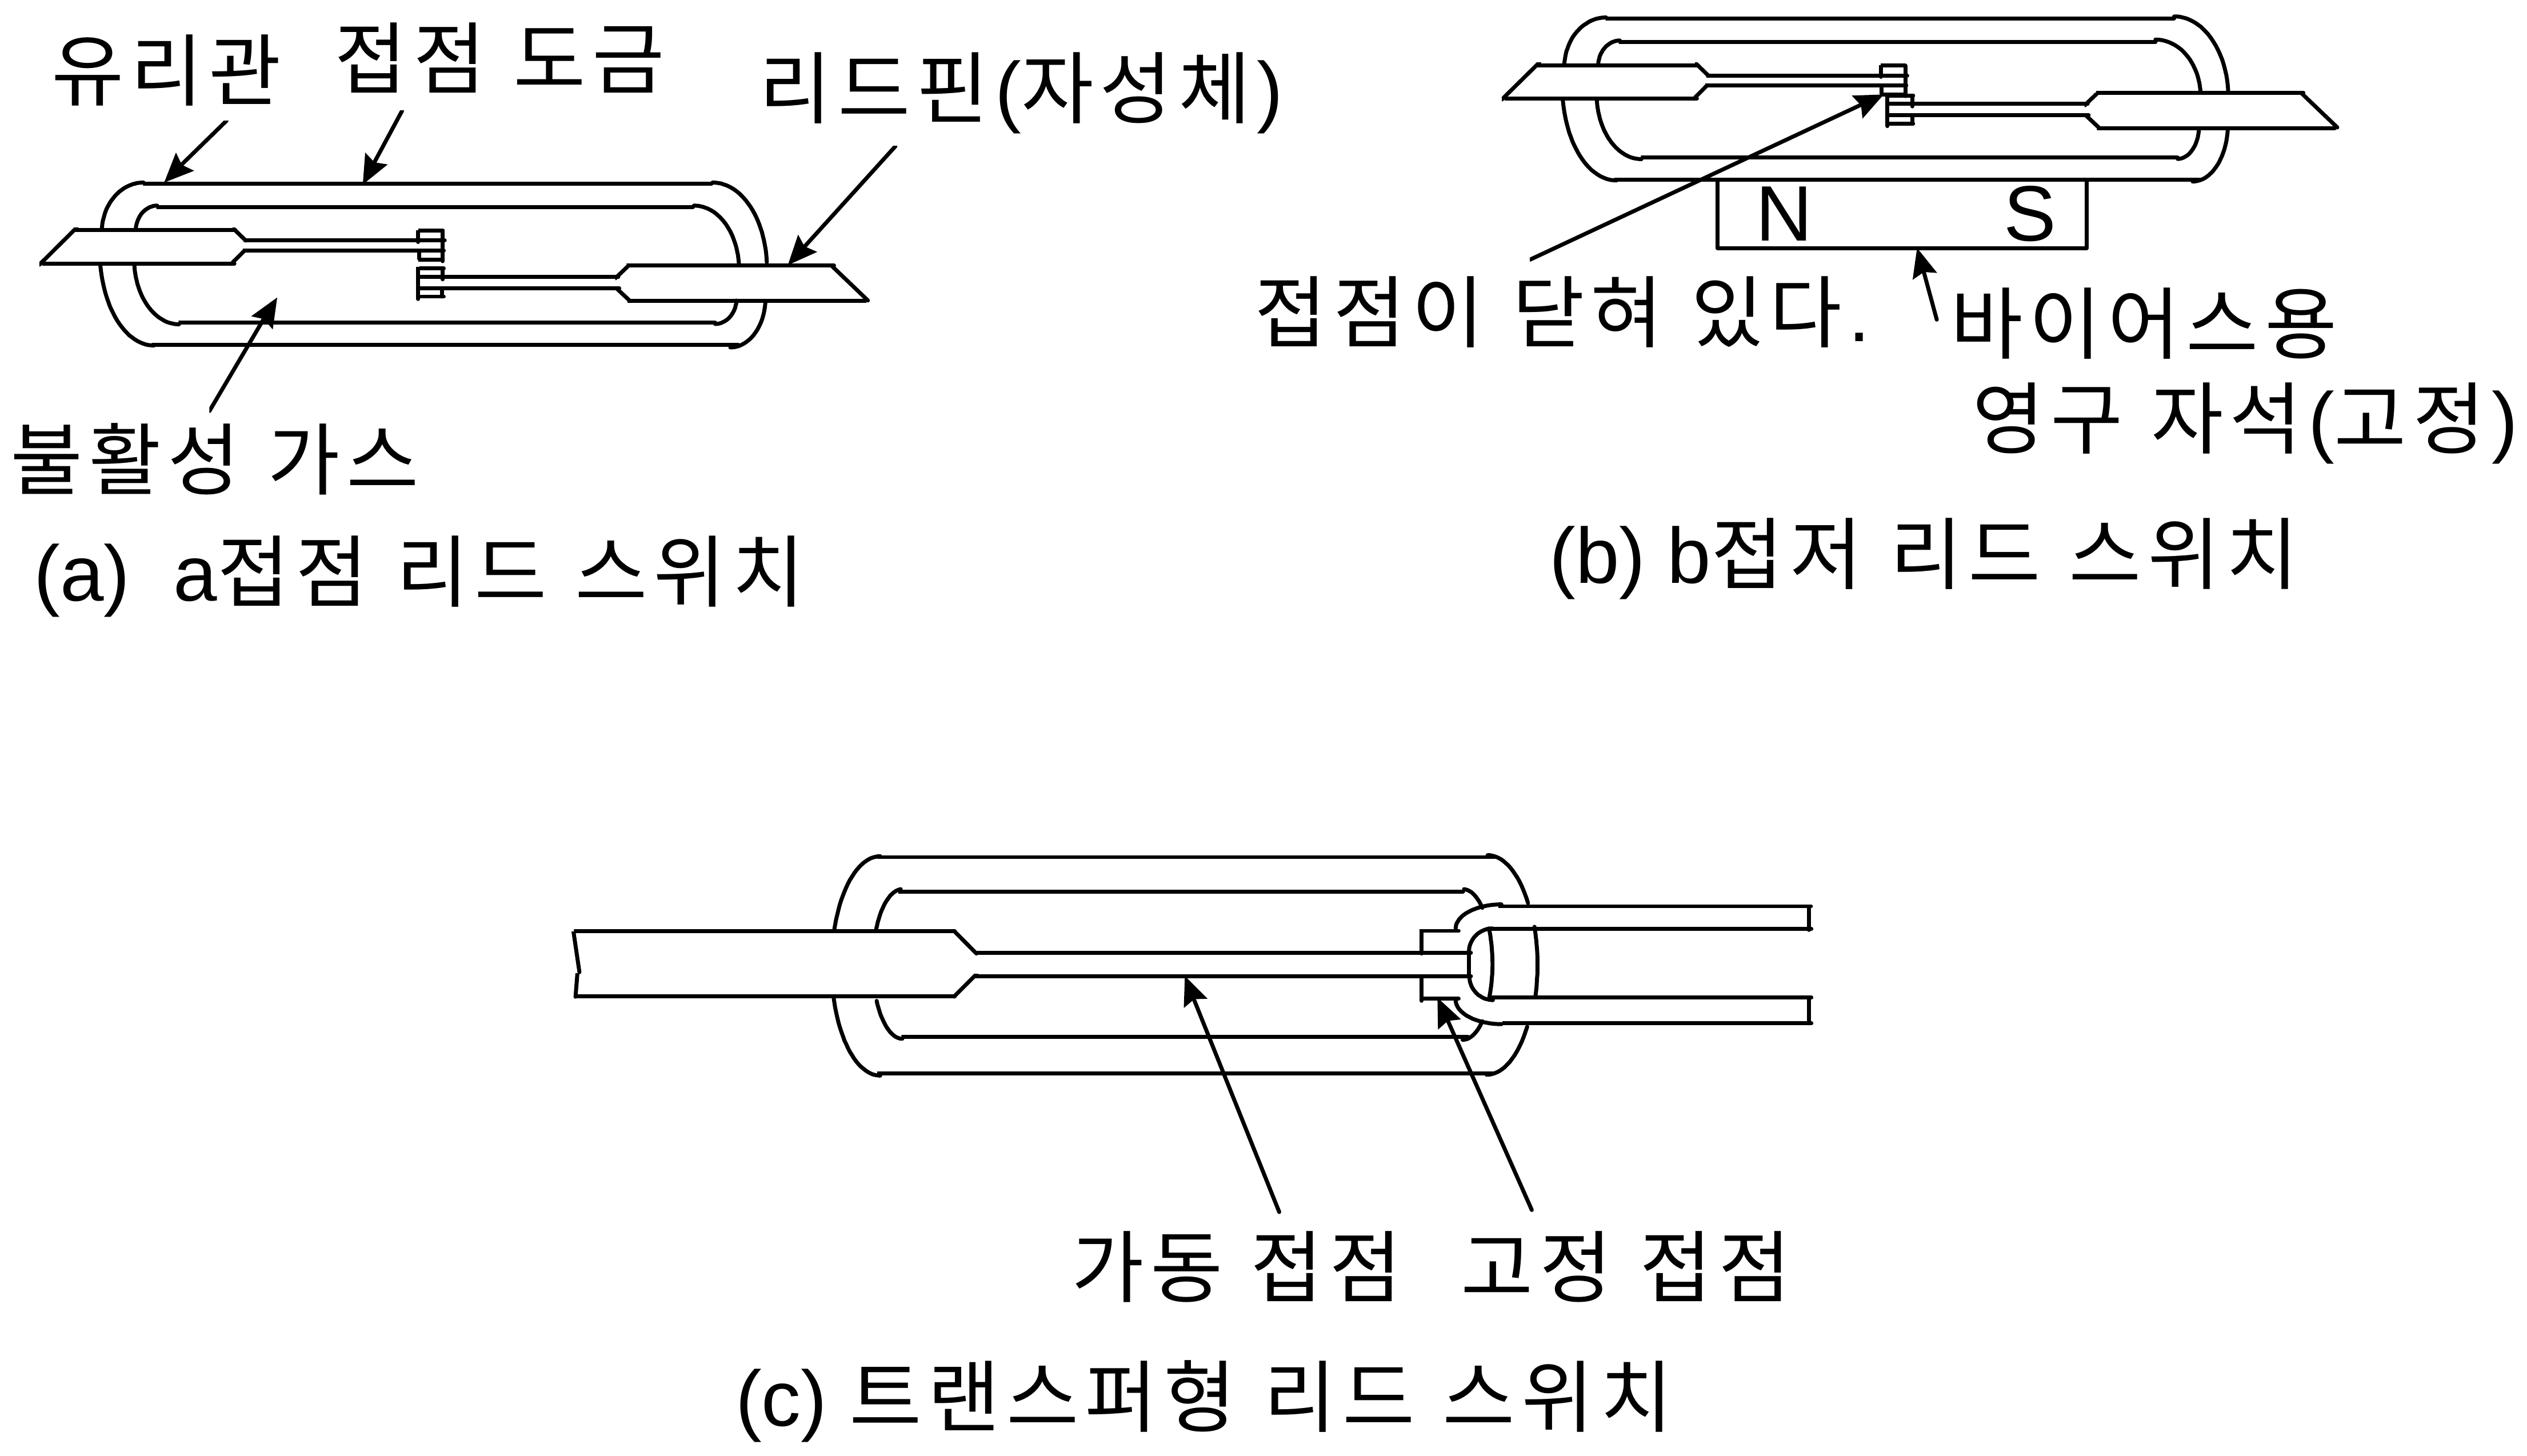 유리관
접점 도금
리드핀(자성체)
불활성 가스
(a) a접점 리드 스위치
N S
접점이 닫혀 있다.
바이어스용
영구 자석(고정)
(b) b접저 리드 스위치
가동 접점
고정 접점
(c) 트랜스퍼형 리드 스위치